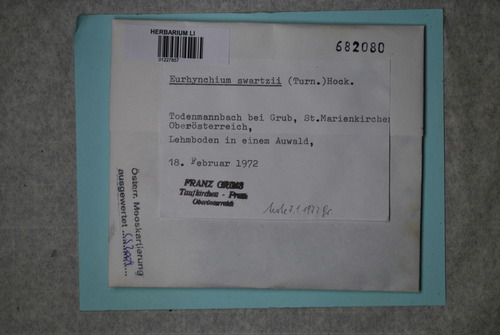 HERBARIUM LI
31227857
682080
Eurhynchium swartzii (Turn.)Hock.
Todenmannbach bei Grub, St.Marienkirchen
Oberösterreich,
Lehmboden in einem Auwald,
18. Februar 1972
FRANZ GRIMS
Taufkirchen - Pram
Oberösterreich
Österr. Mooskartierung
ausgewertet